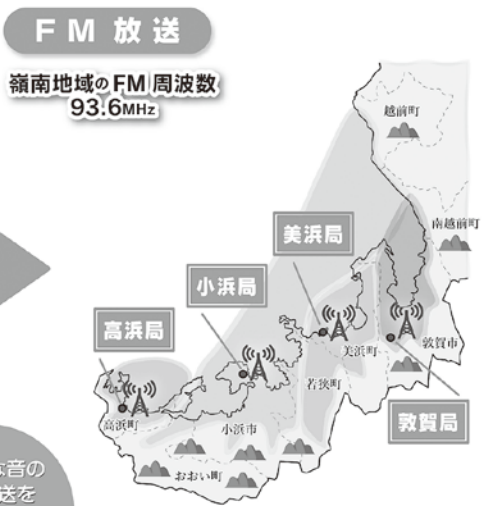 FM放送
嶺南地域のFM周波数
93.6MHz
越前町
南越前町
美浜局
小浜局
高浜局
美浜町
敦賀市
若狭町
高浜町
小浜市
敦賀局
おおい町
な音の
送を